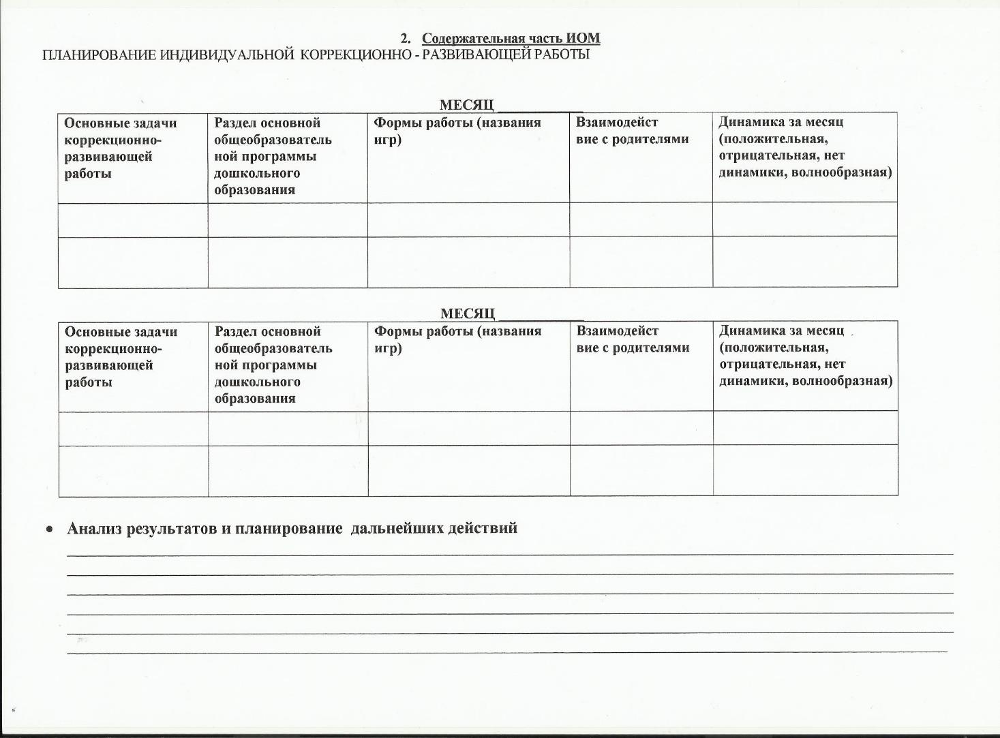 2. Содержательная часть ИОМ
ПЛАНИРОВАНИЕ ИНДИВИДУАЛЬНОЙ КОРРЕКЦИОННО - РАЗВИВАЮЩЕЙ РАБОТЫ
МЕСЯЦ ___________
Основные задачи
коррекционно-
развивающей
работы
Раздел основной
общеобразователь
ной программы
дошкольного
образования
Формы работы (названия
игр)
Взаимодейст
вие с родителями
Динамика за месяц
(положительная,
отрицательная, нет
динамики, волнообразная)
МЕСЯЦ ___________
Основные задачи
коррекционно-
развивающей
работы
Раздел основной
общеобразователь
ной программы
дошкольного
образования
Формы работы (названия
игр)
Взаимодейст
вие с родителями
Динамика за месяц
(положительная,
отрицательная, нет
динамики, волнообразная)
• Анализ результатов и планирование дальнейших действий